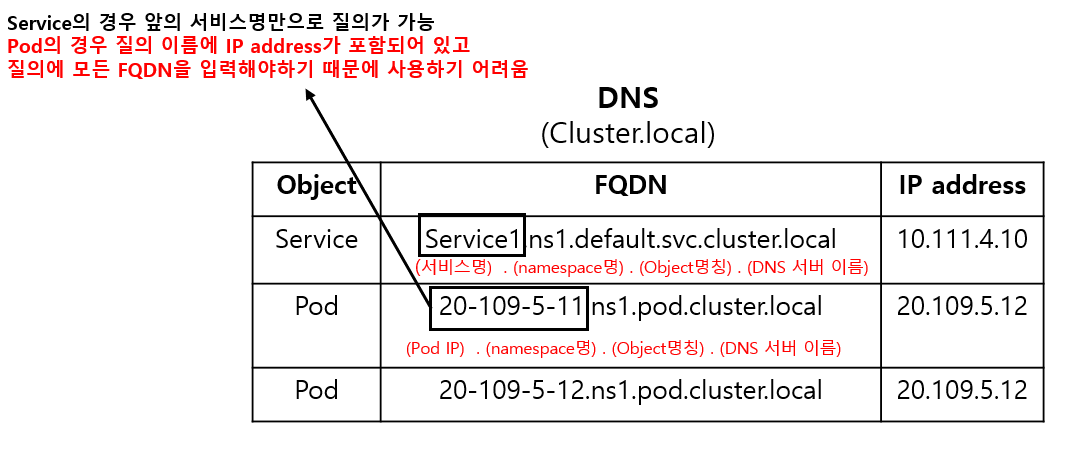 Service의 경우 앞의 서비스명만으로 질의가 가능
Pod의 경우 질의 이름에 IP address가 포함되어 있고
질의에 모든 FQDN을 입력해야하기 때문에 사용하기 어려움
DNS
(Cluster.local)
Object FQDN IP address
Service Service1.ns1.default.svc.cluster.local 10.111.4.10
(서비스명) . (namespace명) . (Object명칭) . (DNS 서버 이름)
Pod 20-109-5-11.ns1.pod.cluster.local 20.109.5.12
(Pod IP) . (namespace명) . (Object명칭) . (DNS 서버 이름)
Pod 20-109-5-12.ns1.pod.cluster.local 20.109.5.12